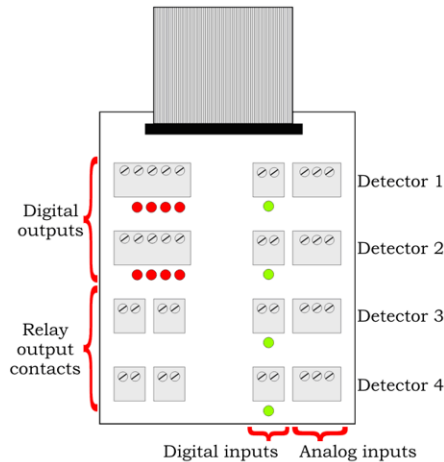 Detector 1
Digital
outputs
Detector 2
Relay
output
contacts
Detector 3
Detector 4
Digital inputs
Analog inputs